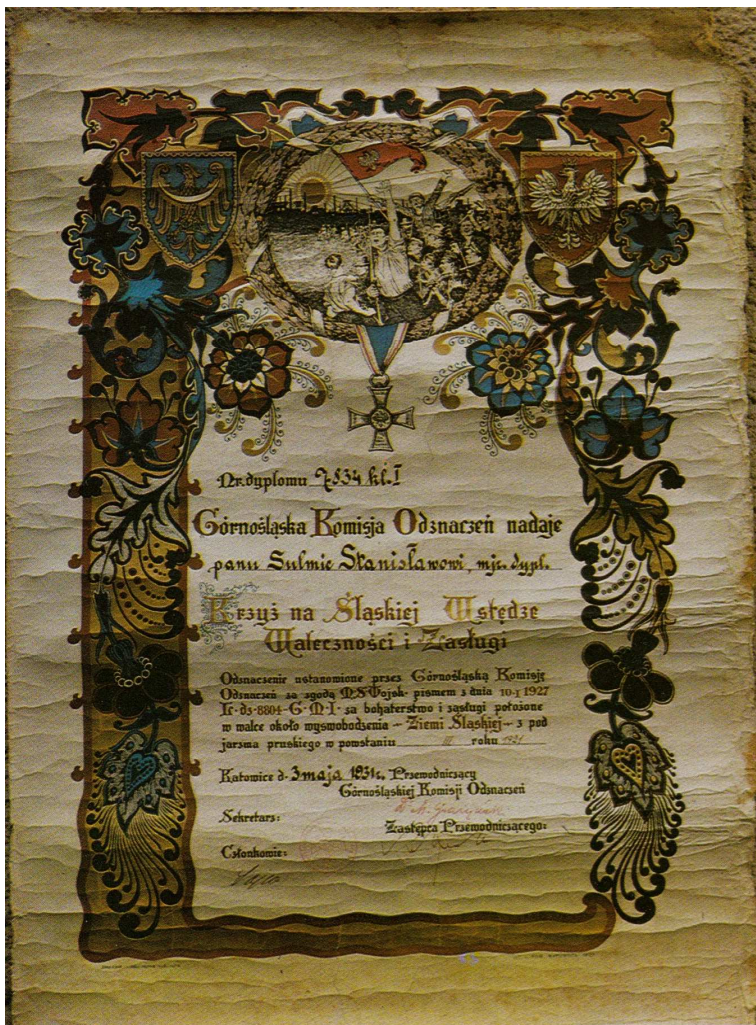 Nr. dyplomu 7534 kl. I
Górnośląska Komisja Odznaczeń nadaje
panu Sulmie Stanisławowi, mjr. dypl.
Krzyż na Śląskiej Wstędze
Waleczności i Zasługi
Odznaczenie ustanowione przez Górnośląską Komisję
Odznaczeń za zgodą M.S.Wojsk. pismem z dnia 10·I 1927
Ic·dz·8804·G·M·I· za bohaterstwo i zasługi położone
w walce około wyswobodzenia – Ziemi Śląskiej – z pod
jarzma pruskiego w powstaniu III roku 1921
Katowice d· 3 maja 1931 r. Przewodniczący
Górnośląskiej Komisji Odznaczeń
Sekretarz:
Zastępca Przewodniczącego:
Członkowie: